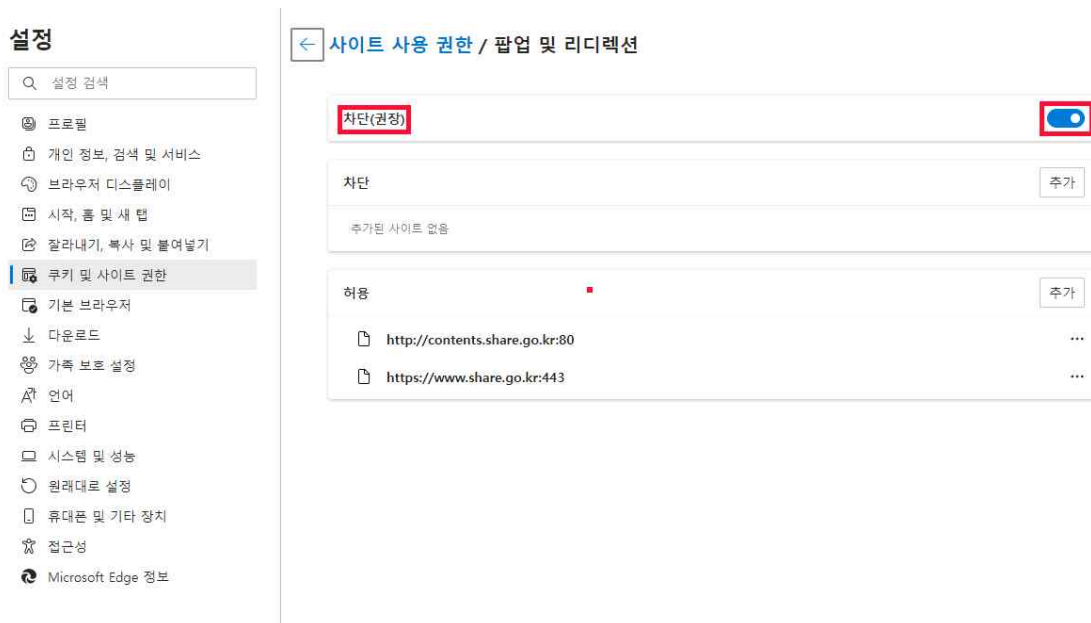 설정
설정 검색
프로필
개인 정보, 검색 및 서비스
브라우저 디스플레이
시작, 홈 및 새 탭
잘라내기, 복사 및 붙여넣기
쿠키 및 사이트 권한
기본 브라우저
다운로드
가족 보호 설정
언어
프린터
시스템 및 성능
원래대로 설정
휴대폰 및 기타 장치
접근성
Microsoft Edge 정보
사이트 사용 권한 / 팝업 및 리디렉션
차단(권장)
차단 추가
추가된 사이트 없음
허용 추가
http://contents.share.go.kr:80
https://www.share.go.kr:443